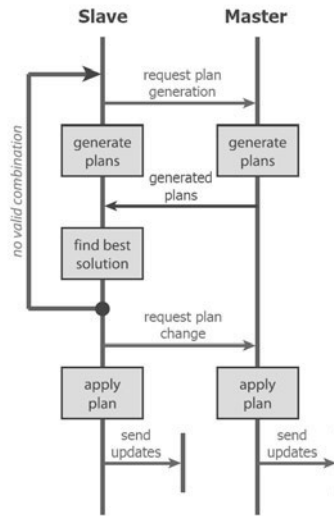 Slave
Master
request plan
generation
generate
plans
generate
plans
generated
plans
find best
solution
no valid combination
request plan
change
apply
plan
apply
plan
send
updates
send
updates